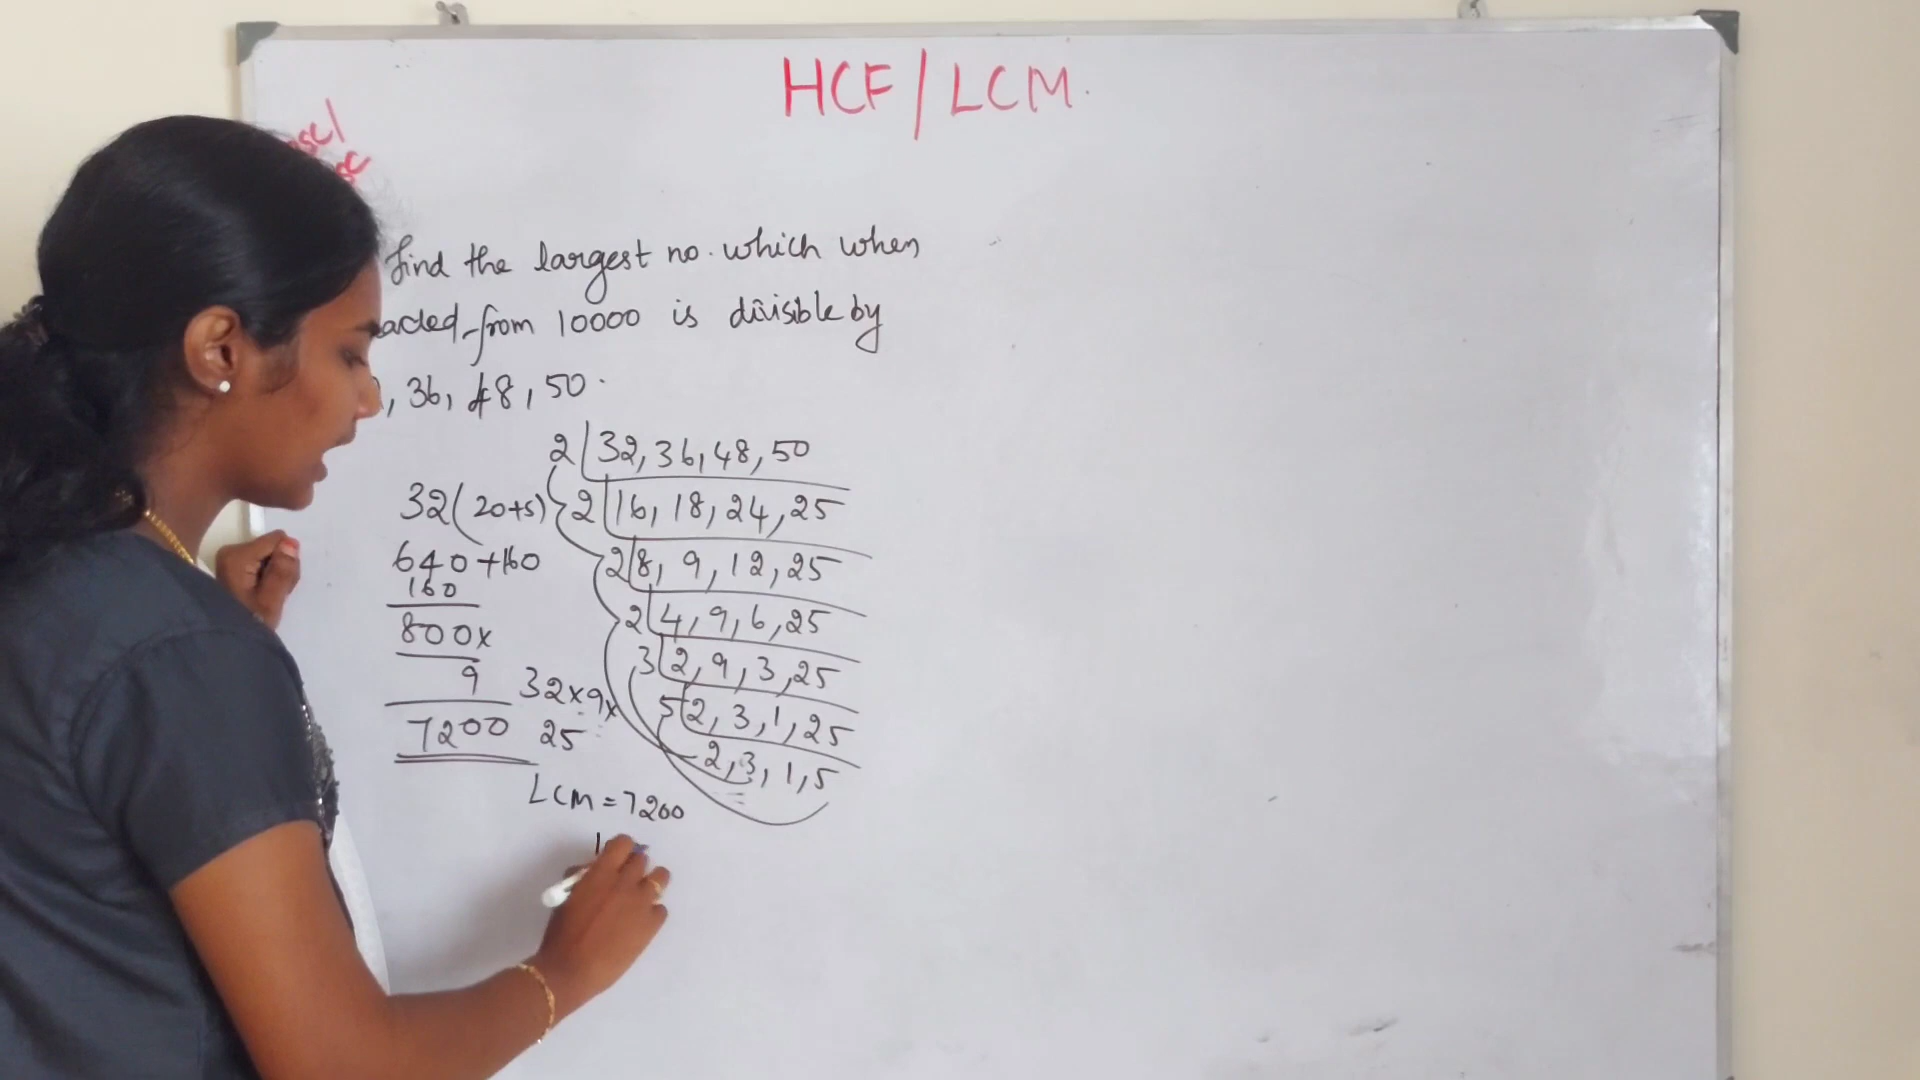 HCF / LCM.
find the largest no. which when
from 10000 is divisible by
, 36, 48, 50.
2 32, 36, 48, 50
32(20+5) 2 16, 18, 24, 25
640+160 2 8, 9, 12, 25
160
2 4, 9, 6, 25
800x
3 2, 9, 3, 25
9 32x9x
5 2, 3, 1, 25
7200 25
2, 3, 1, 5
LCM = 7200